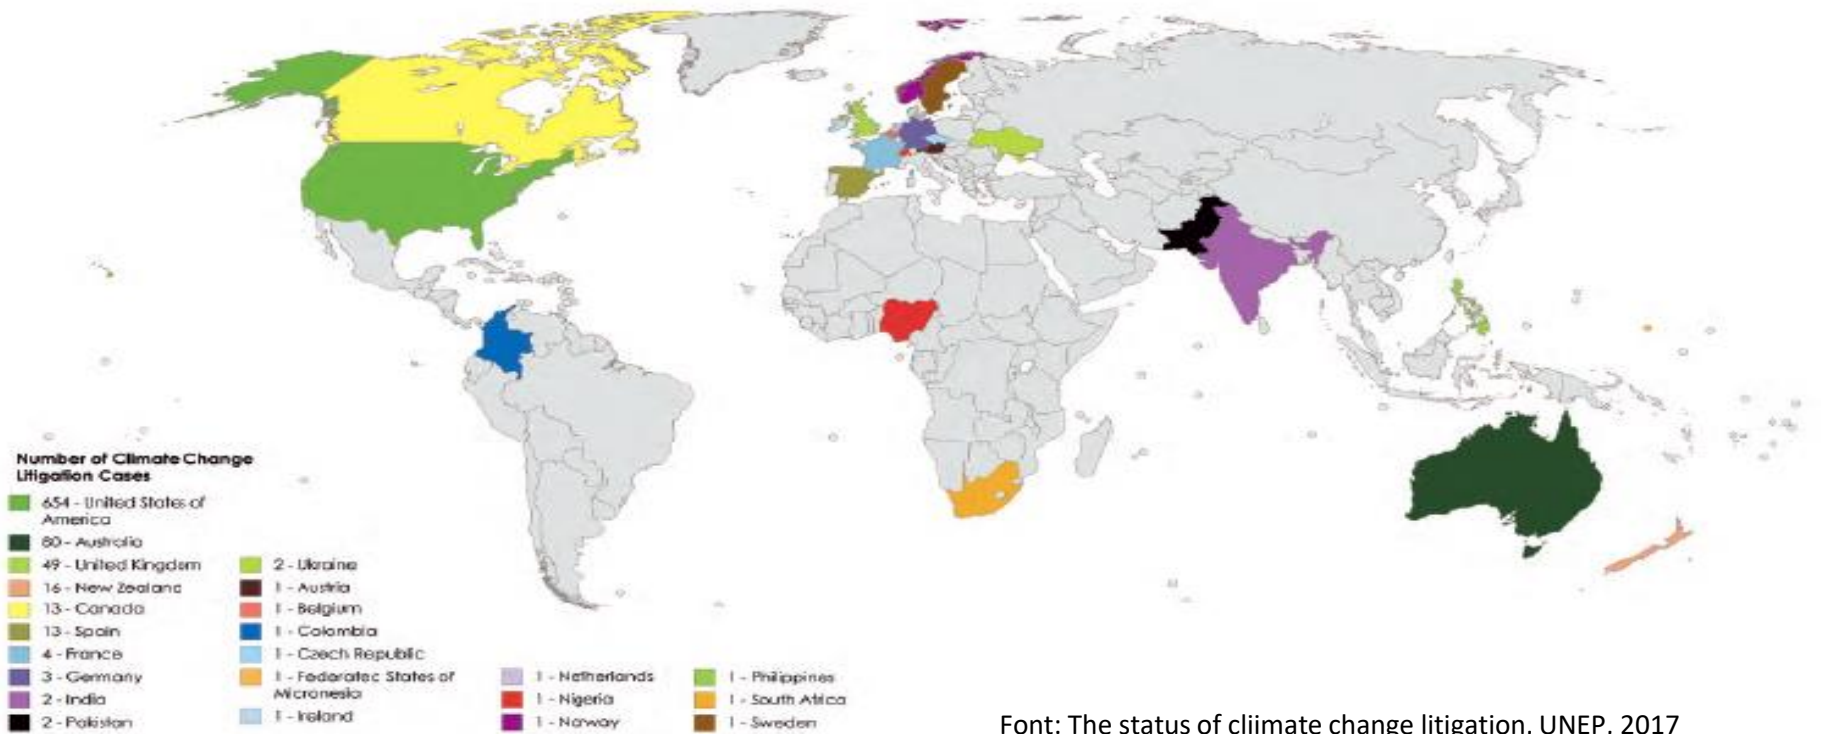 Number of Climate Change
Litigation Cases
654 - United States of
America
80 - Australia
49 - United Kingdom
16 - New Zealand
13 - Canada
13 - Spain
4 - France
3 - Germany
2 - India
2 - Pakistan
2 - Ukraine
1 - Austria
1 - Belgium
1 - Colombia
1 - Czech Republic
1 - Federated States of
Micronesia
1 - Ireland
1 - Netherlands
1 - Nigeria
1 - Norway
1 - Philippines
1 - South Africa
1 - Sweden
Font: The status of cliimate change litigation. UNEP. 2017